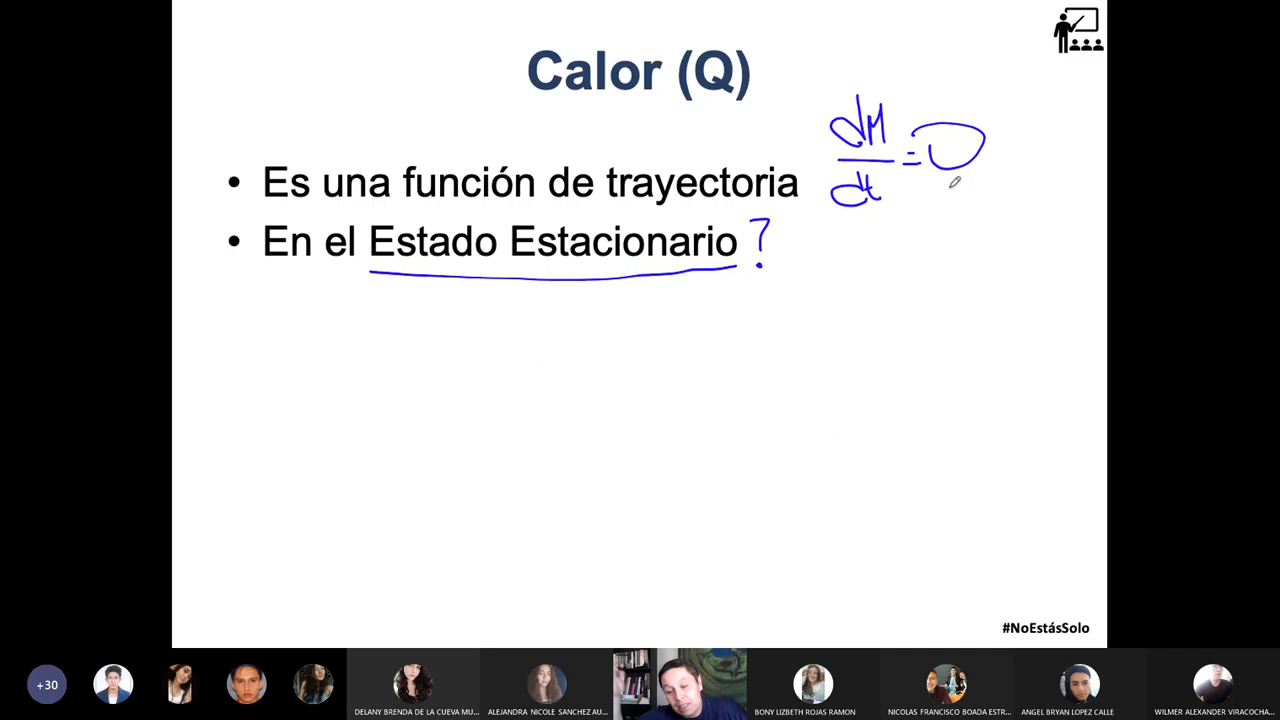 Calor (Q)
dM
dt
= 0
• Es una función de trayectoria
• En el Estado Estacionario ?
#NoEstásSolo
+30
DELANY BRENDA DE LA CUEVA MU...
ALEJANDRA NICOLE SANCHEZ AU...
BONY LIZBETH ROJAS RAMON
NICOLAS FRANCISCO BOADA ESTR...
ANGEL BRYAN LOPEZ CALLE
WILMER ALEXANDER VIRACOCHA...